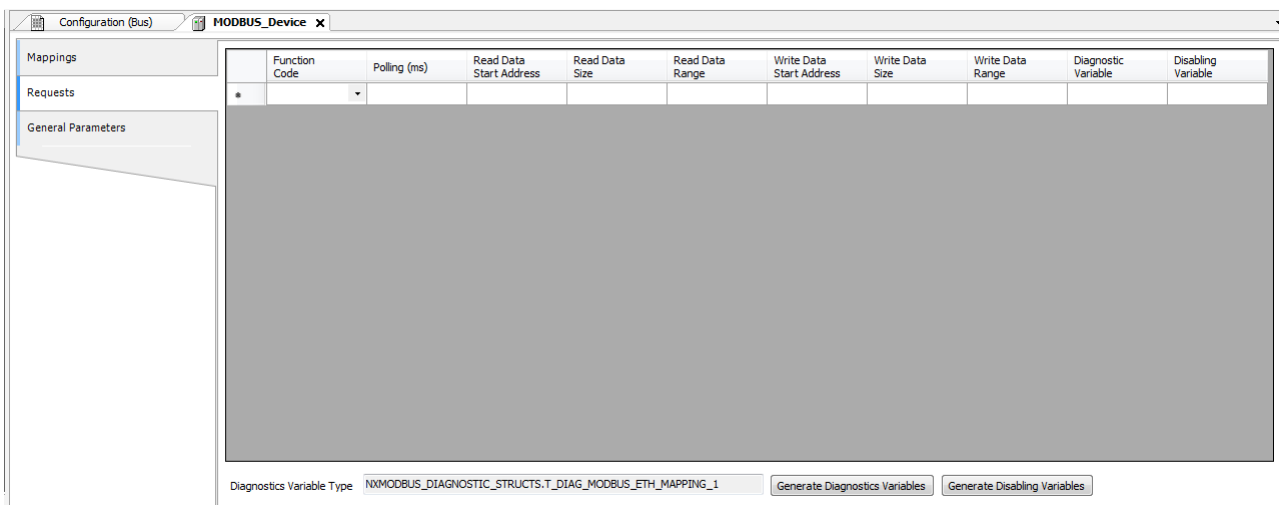 Configuration (Bus)
MODBUS_Device X
Mappings
Requests
General Parameters
Function
Code
Polling (ms)
Read Data
Start Address
Read Data
Size
Read Data
Range
Write Data
Start Address
Write Data
Size
Write Data
Range
Diagnostic
Variable
Disabling
Variable
*
Diagnostics Variable Type
NXMODBUS_DIAGNOSTIC_STRUCTS.T_DIAG_MODBUS_ETH_MAPPING_1
Generate Diagnostics Variables
Generate Disabling Variables